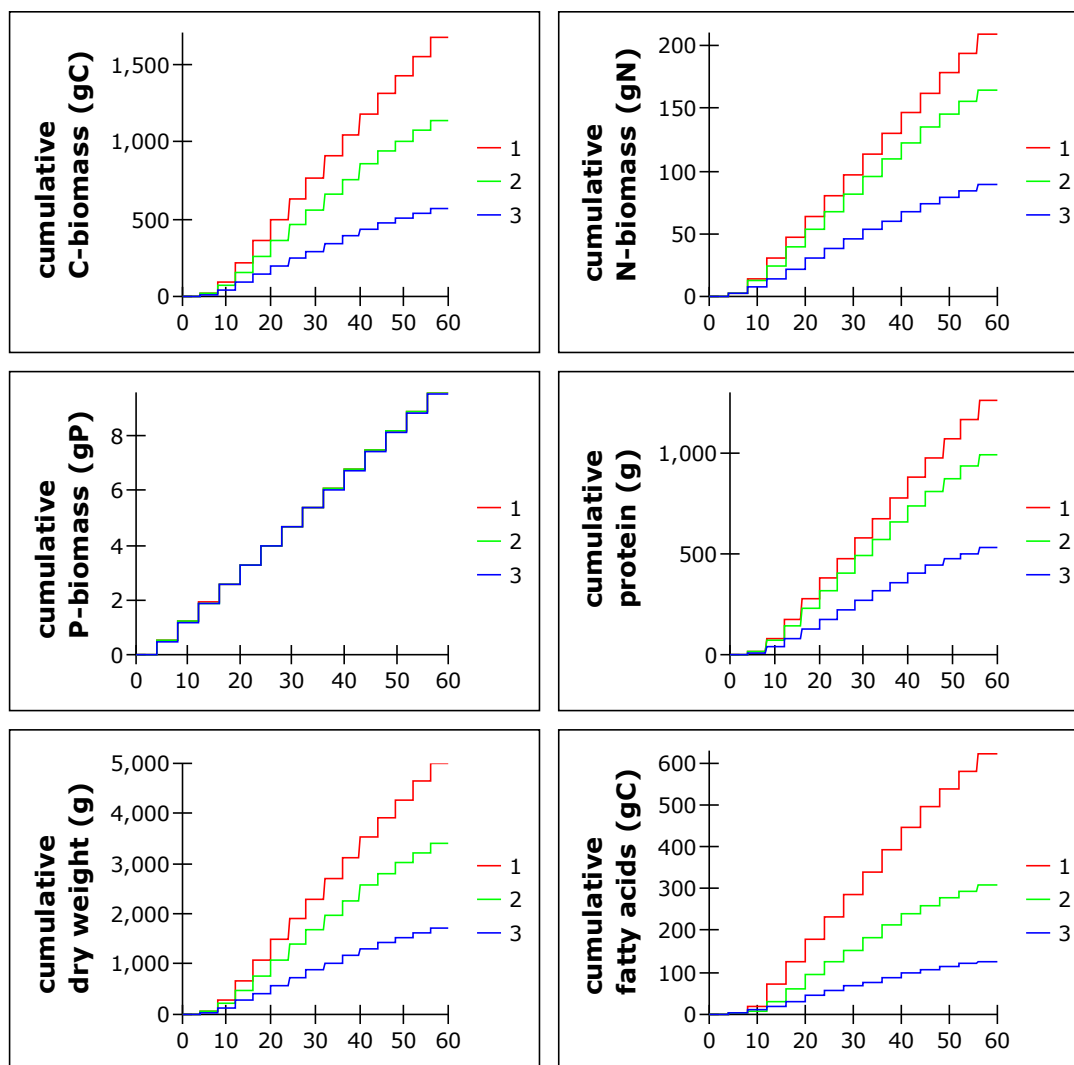 cumulative
C-biomass (gC)
1,500
1,000
500
0
0 10 20 30 40 50 60
1
2
3
cumulative
N-biomass (gN)
200
150
100
50
0
0 10 20 30 40 50 60
1
2
3
cumulative
P-biomass (gP)
8
6
4
2
0
0 10 20 30 40 50 60
1
2
3
cumulative
protein (g)
1,000
500
0
0 10 20 30 40 50 60
1
2
3
cumulative
dry weight (g)
5,000
4,000
3,000
2,000
1,000
0
0 10 20 30 40 50 60
1
2
3
cumulative
fatty acids (gC)
600
500
400
300
200
100
0
0 10 20 30 40 50 60
1
2
3